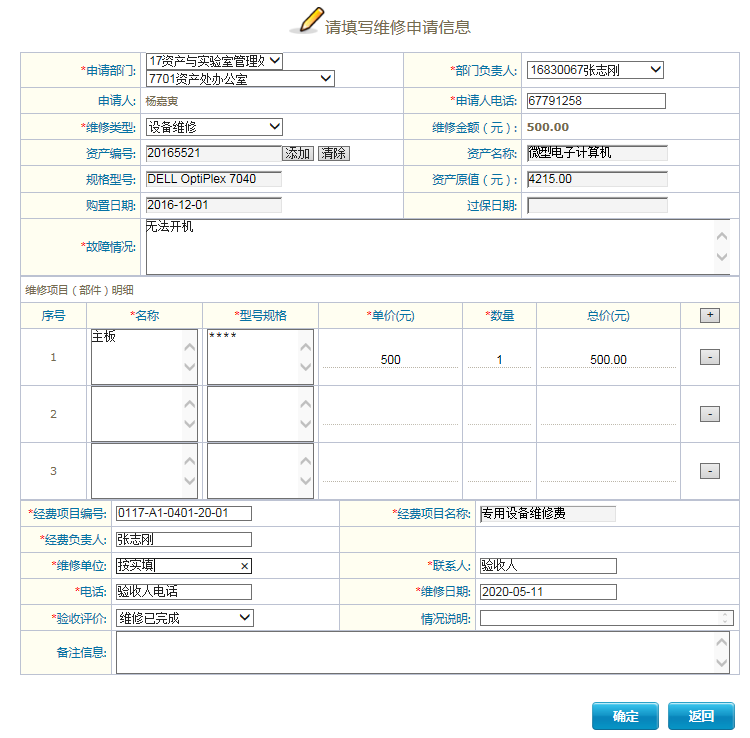 请填写维修申请信息
*申请部门: 17资产与实验室管理处
7701资产处办公室
*部门负责人: 16830067张志刚
申请人: 杨嘉寅 *申请人电话: 67791258
*维修类型: 设备维修 维修金额（元）: 500.00
资产编号: 20165521 添加 清除 资产名称: 微型电子计算机
规格型号: DELL OptiPlex 7040 资产原值（元）: 4215.00
购置日期: 2016-12-01 过保日期:
*故障情况: 无法开机
维修项目（部件）明细
序号 *名称 *型号规格 *单价(元) *数量 总价(元) +
1 主板 **** 500 1 500.00 -
2 -
3 -
*经费项目编号: 0117-A1-0401-20-01 *经费项目名称: 专用设备维修费
*经费负责人: 张志刚
*维修单位: 按实填 × *联系人: 验收人
*电话: 验收人电话 *维修日期: 2020-05-11
*验收评价: 维修已完成 情况说明:
备注信息:
确定 返回